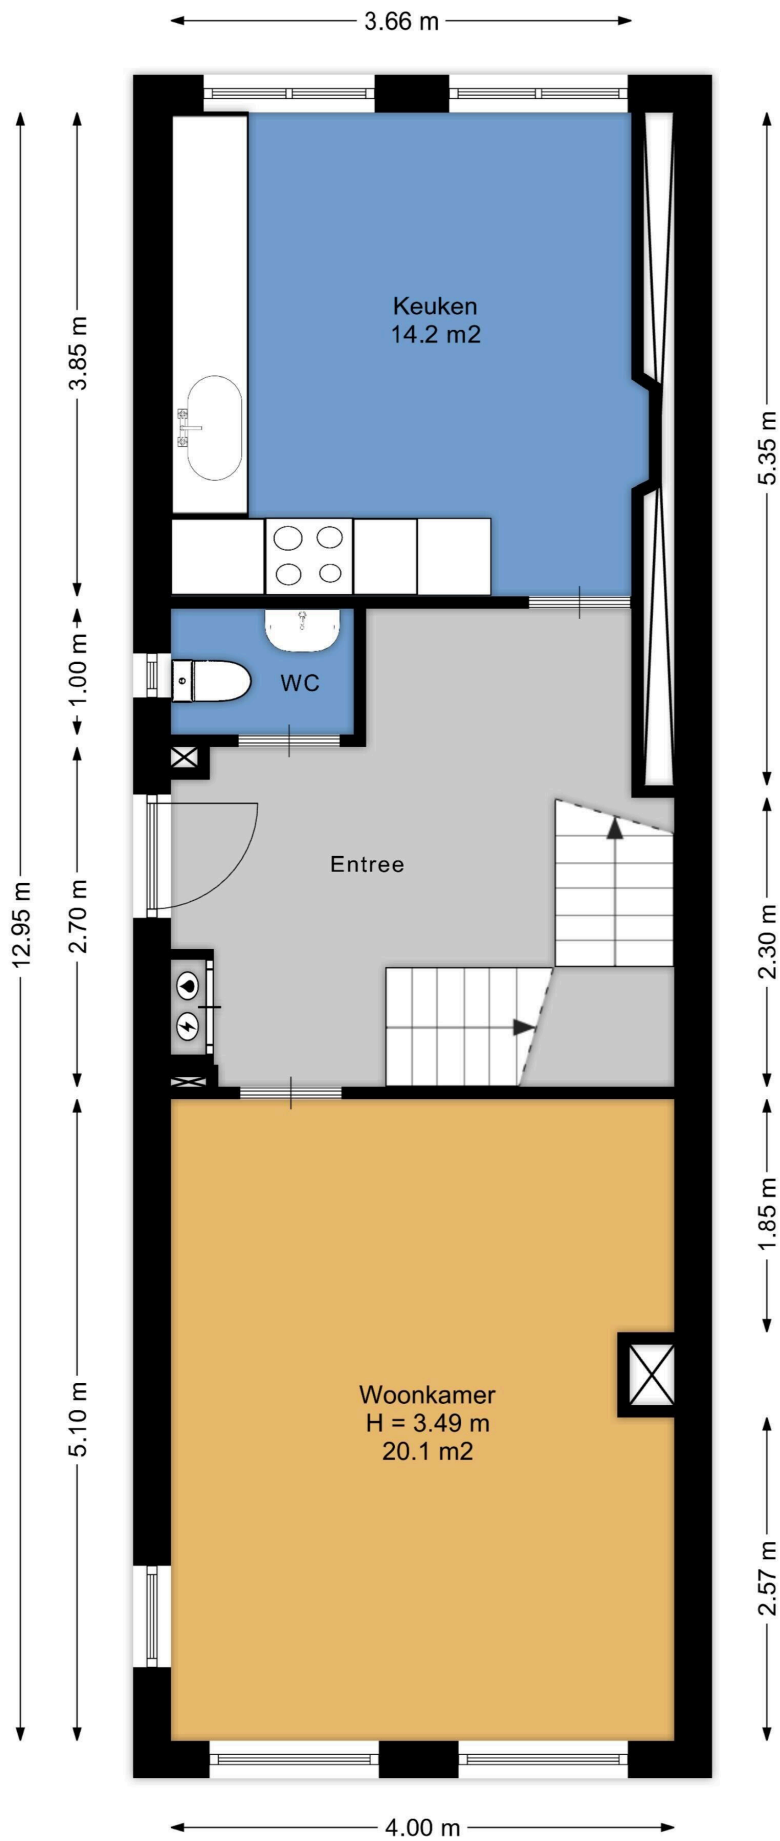 3.66 m
Keuken
14.2 m2
3.85 m
5.35 m
1.00 m
WC
Entree
2.70 m
12.95 m
2.30 m
1.85 m
Woonkamer
H = 3.49 m
20.1 m2
5.10 m
2.57 m
4.00 m